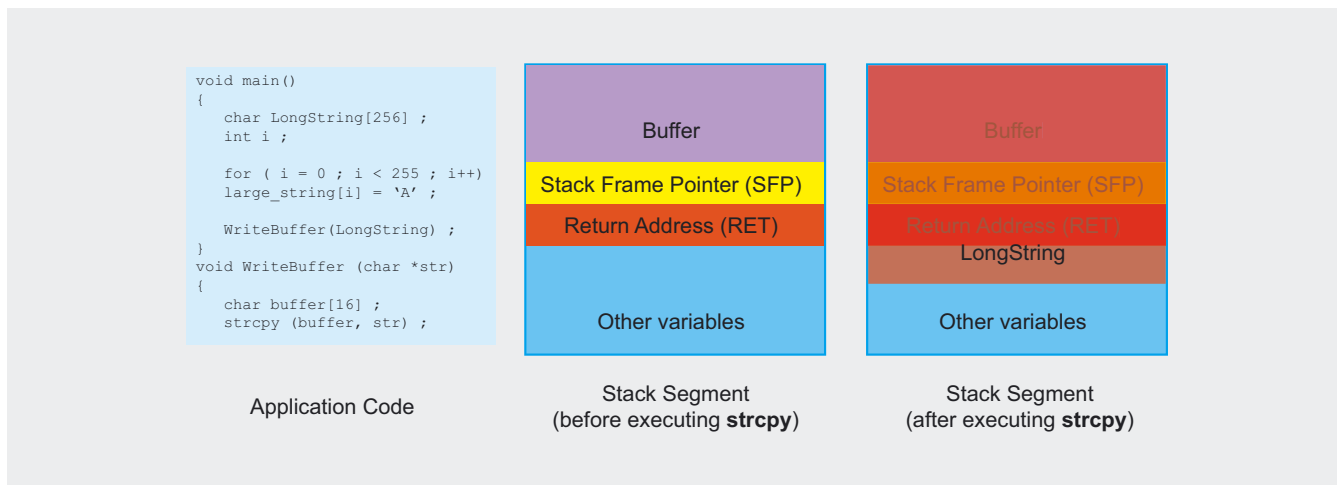 void main()
{
char LongString[256] ;
int i ;
for ( i = 0 ; i < 255 ; i++)
large_string[i] = ‘A’ ;
WriteBuffer(LongString) ;
}
void WriteBuffer (char *str)
{
char buffer[16] ;
strcpy (buffer, str) ;
Application Code
Buffer
Stack Frame Pointer (SFP)
Return Address (RET)
Other variables
Stack Segment
(before executing strcpy)
Buffer
Stack Frame Pointer (SFP)
Return Address (RET)
LongString
Other variables
Stack Segment
(after executing strcpy)